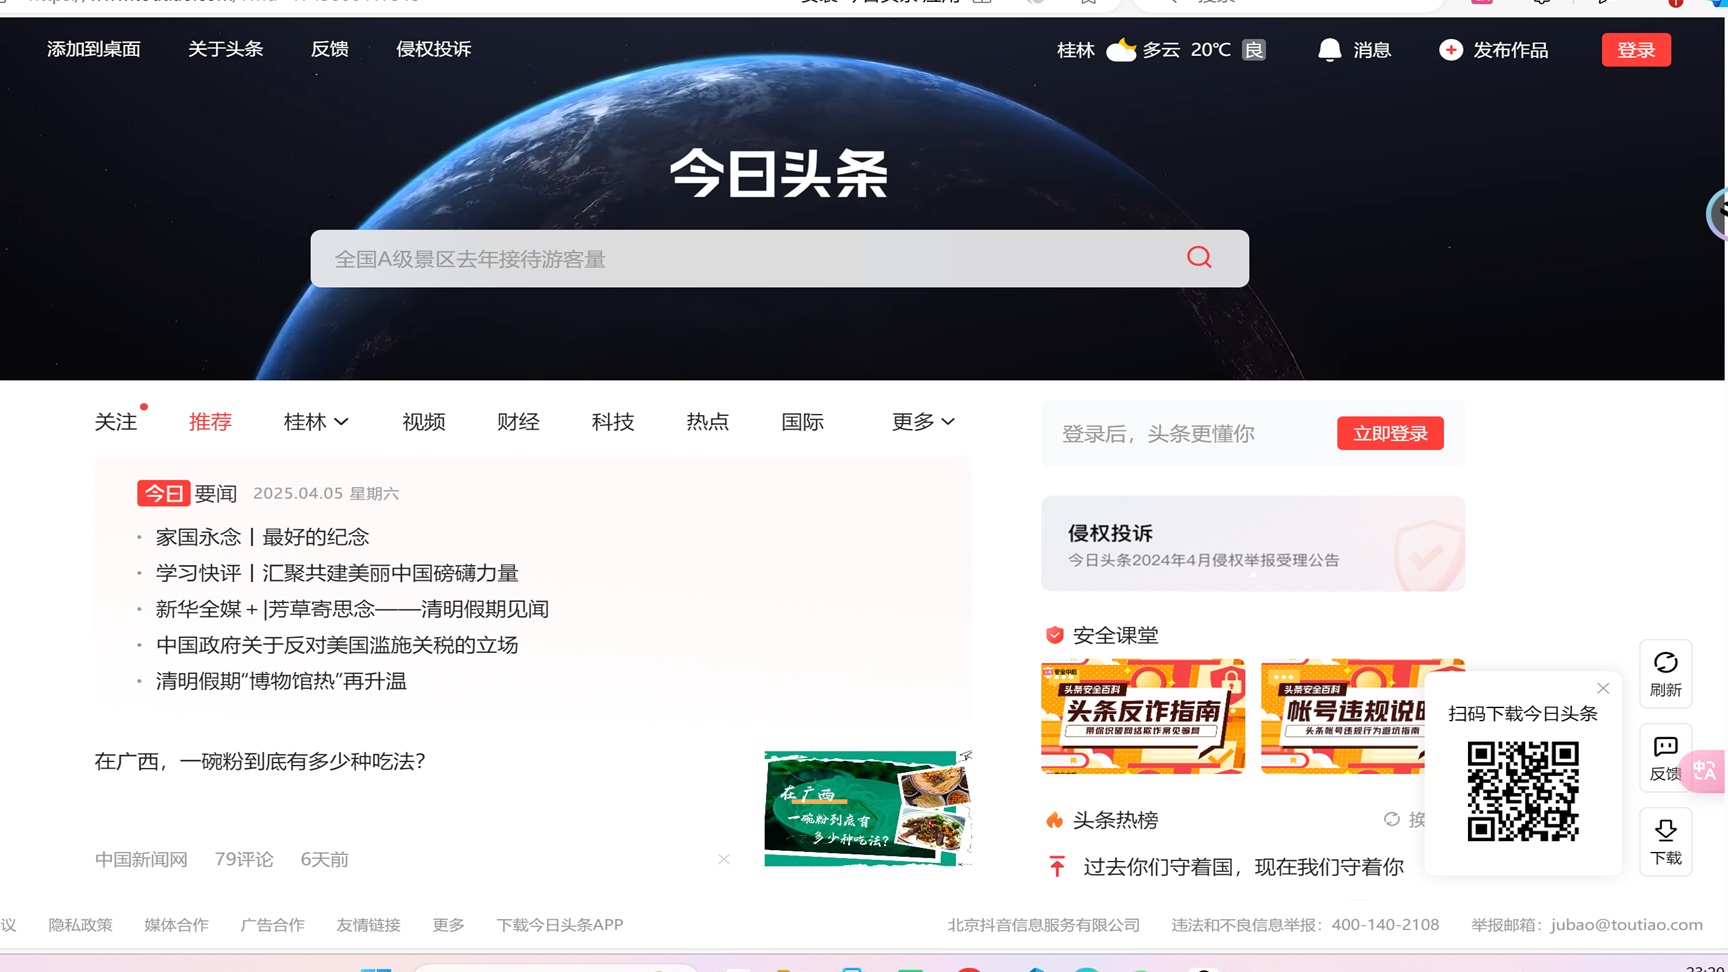 添加到桌面 关于头条 反馈 侵权投诉 桂林 多云 20℃ 良 消息 发布作品 登录
今日头条
全国A级景区去年接待游客量
关注 推荐 桂林 视频 财经 科技 热点 国际 更多
登录后，头条更懂你 立即登录
今日要闻 2025.04.05 星期六
· 家国永念丨最好的纪念
· 学习快评丨汇聚共建美丽中国磅礴力量
· 新华全媒+|芳草寄思念——清明假期见闻
· 中国政府关于反对美国滥施关税的立场
· 清明假期“博物馆热”再升温
侵权投诉
今日头条2024年4月侵权举报受理公告
安全课堂
头条安全百科
头条反诈指南
带你识破网络欺诈常见骗局
头条安全百科
帐号违规说明
头条帐号违规行为避坑指南
扫码下载今日头条
刷新
反馈
下载
在广西，一碗粉到底有多少种吃法？
中国新闻网 79评论 6天前
在广西
一碗粉到底有
多少种吃法？
头条热榜 换
过去你们守着国，现在我们守着你
议 隐私政策 媒体合作 广告合作 友情链接 更多 下载今日头条APP 北京抖音信息服务有限公司 违法和不良信息举报：400-140-2108 举报邮箱：jubao@toutiao.com